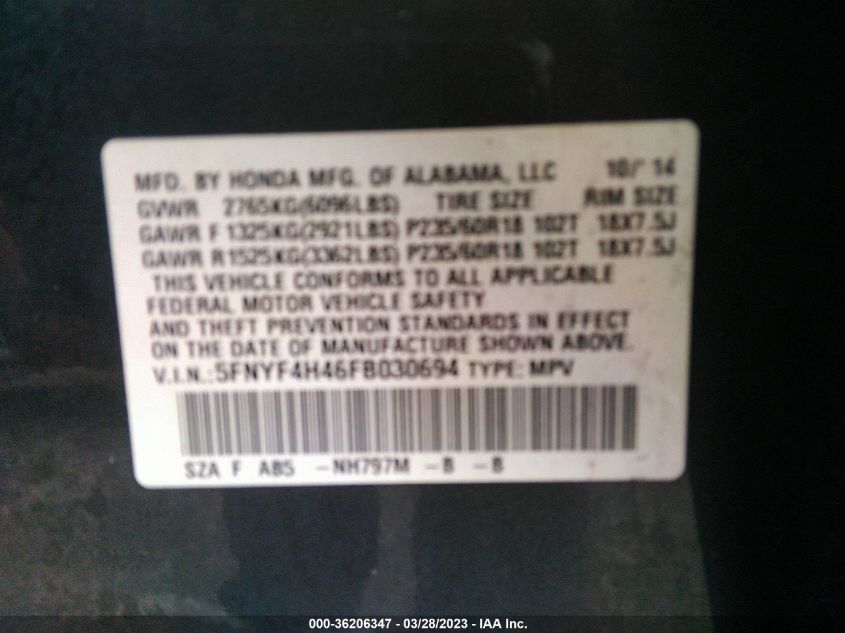 MFD. BY HONDA MFG. OF ALABAMA, LLC 10/'14
GVWR 2765KG(6096LBS) TIRE SIZE RIM SIZE
GAWR F 1325KG(2921LBS) P235/60R18 102T 18X7.5J
GAWR R1525KG(3362LBS) P235/60R18 102T 18X7.5J
THIS VEHICLE CONFORMS TO ALL APPLICABLE
FEDERAL MOTOR VEHICLE SAFETY
AND THEFT PREVENTION STANDARDS IN EFFECT
ON THE DATE OF MANUFACTURE SHOWN ABOVE.
V.I.N.:5FNYF4H46FB030694 TYPE: MPV
SZA F AB5 -NH797M -B -B
000-36206347 - 03/28/2023 - IAA Inc.